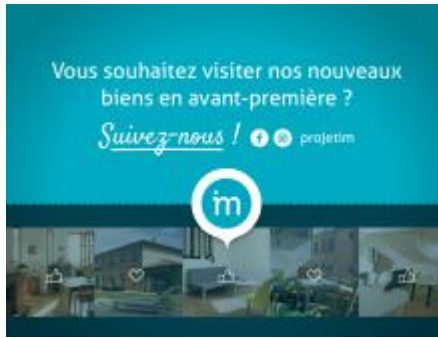 Vous souhaitez visiter nos nouveaux
biens en avant-première ?
Suivez-nous ! projetim
im